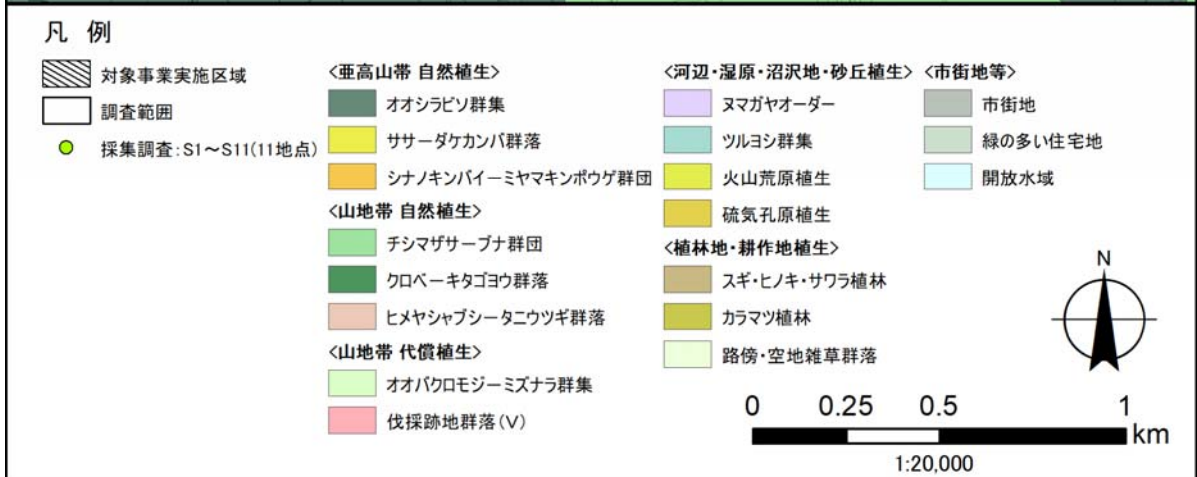 凡 例
対象事業実施区域
調査範囲
採集調査:S1～S11(11地点)
<亜高山帯 自然植生>
オオシラビソ群集
ササーダケカンバ群落
シナノキンバイーミヤマキンポウゲ群団
<山地帯 自然植生>
チシマザサーブナ群団
クロベーキタゴヨウ群落
ヒメヤシャブシータニウツギ群落
<山地帯 代償植生>
オオバクロモジーミズナラ群集
伐採跡地群落(V)
<河辺・湿原・沼沢地・砂丘植生>
ヌマガヤオーダー
ツルヨシ群集
火山荒原植生
硫気孔原植生
<植林地・耕作地植生>
スギ・ヒノキ・サワラ植林
カラマツ植林
路傍・空地雑草群落
<市街地等>
市街地
緑の多い住宅地
開放水域
N
0 0.25 0.5 1
km
1:20,000